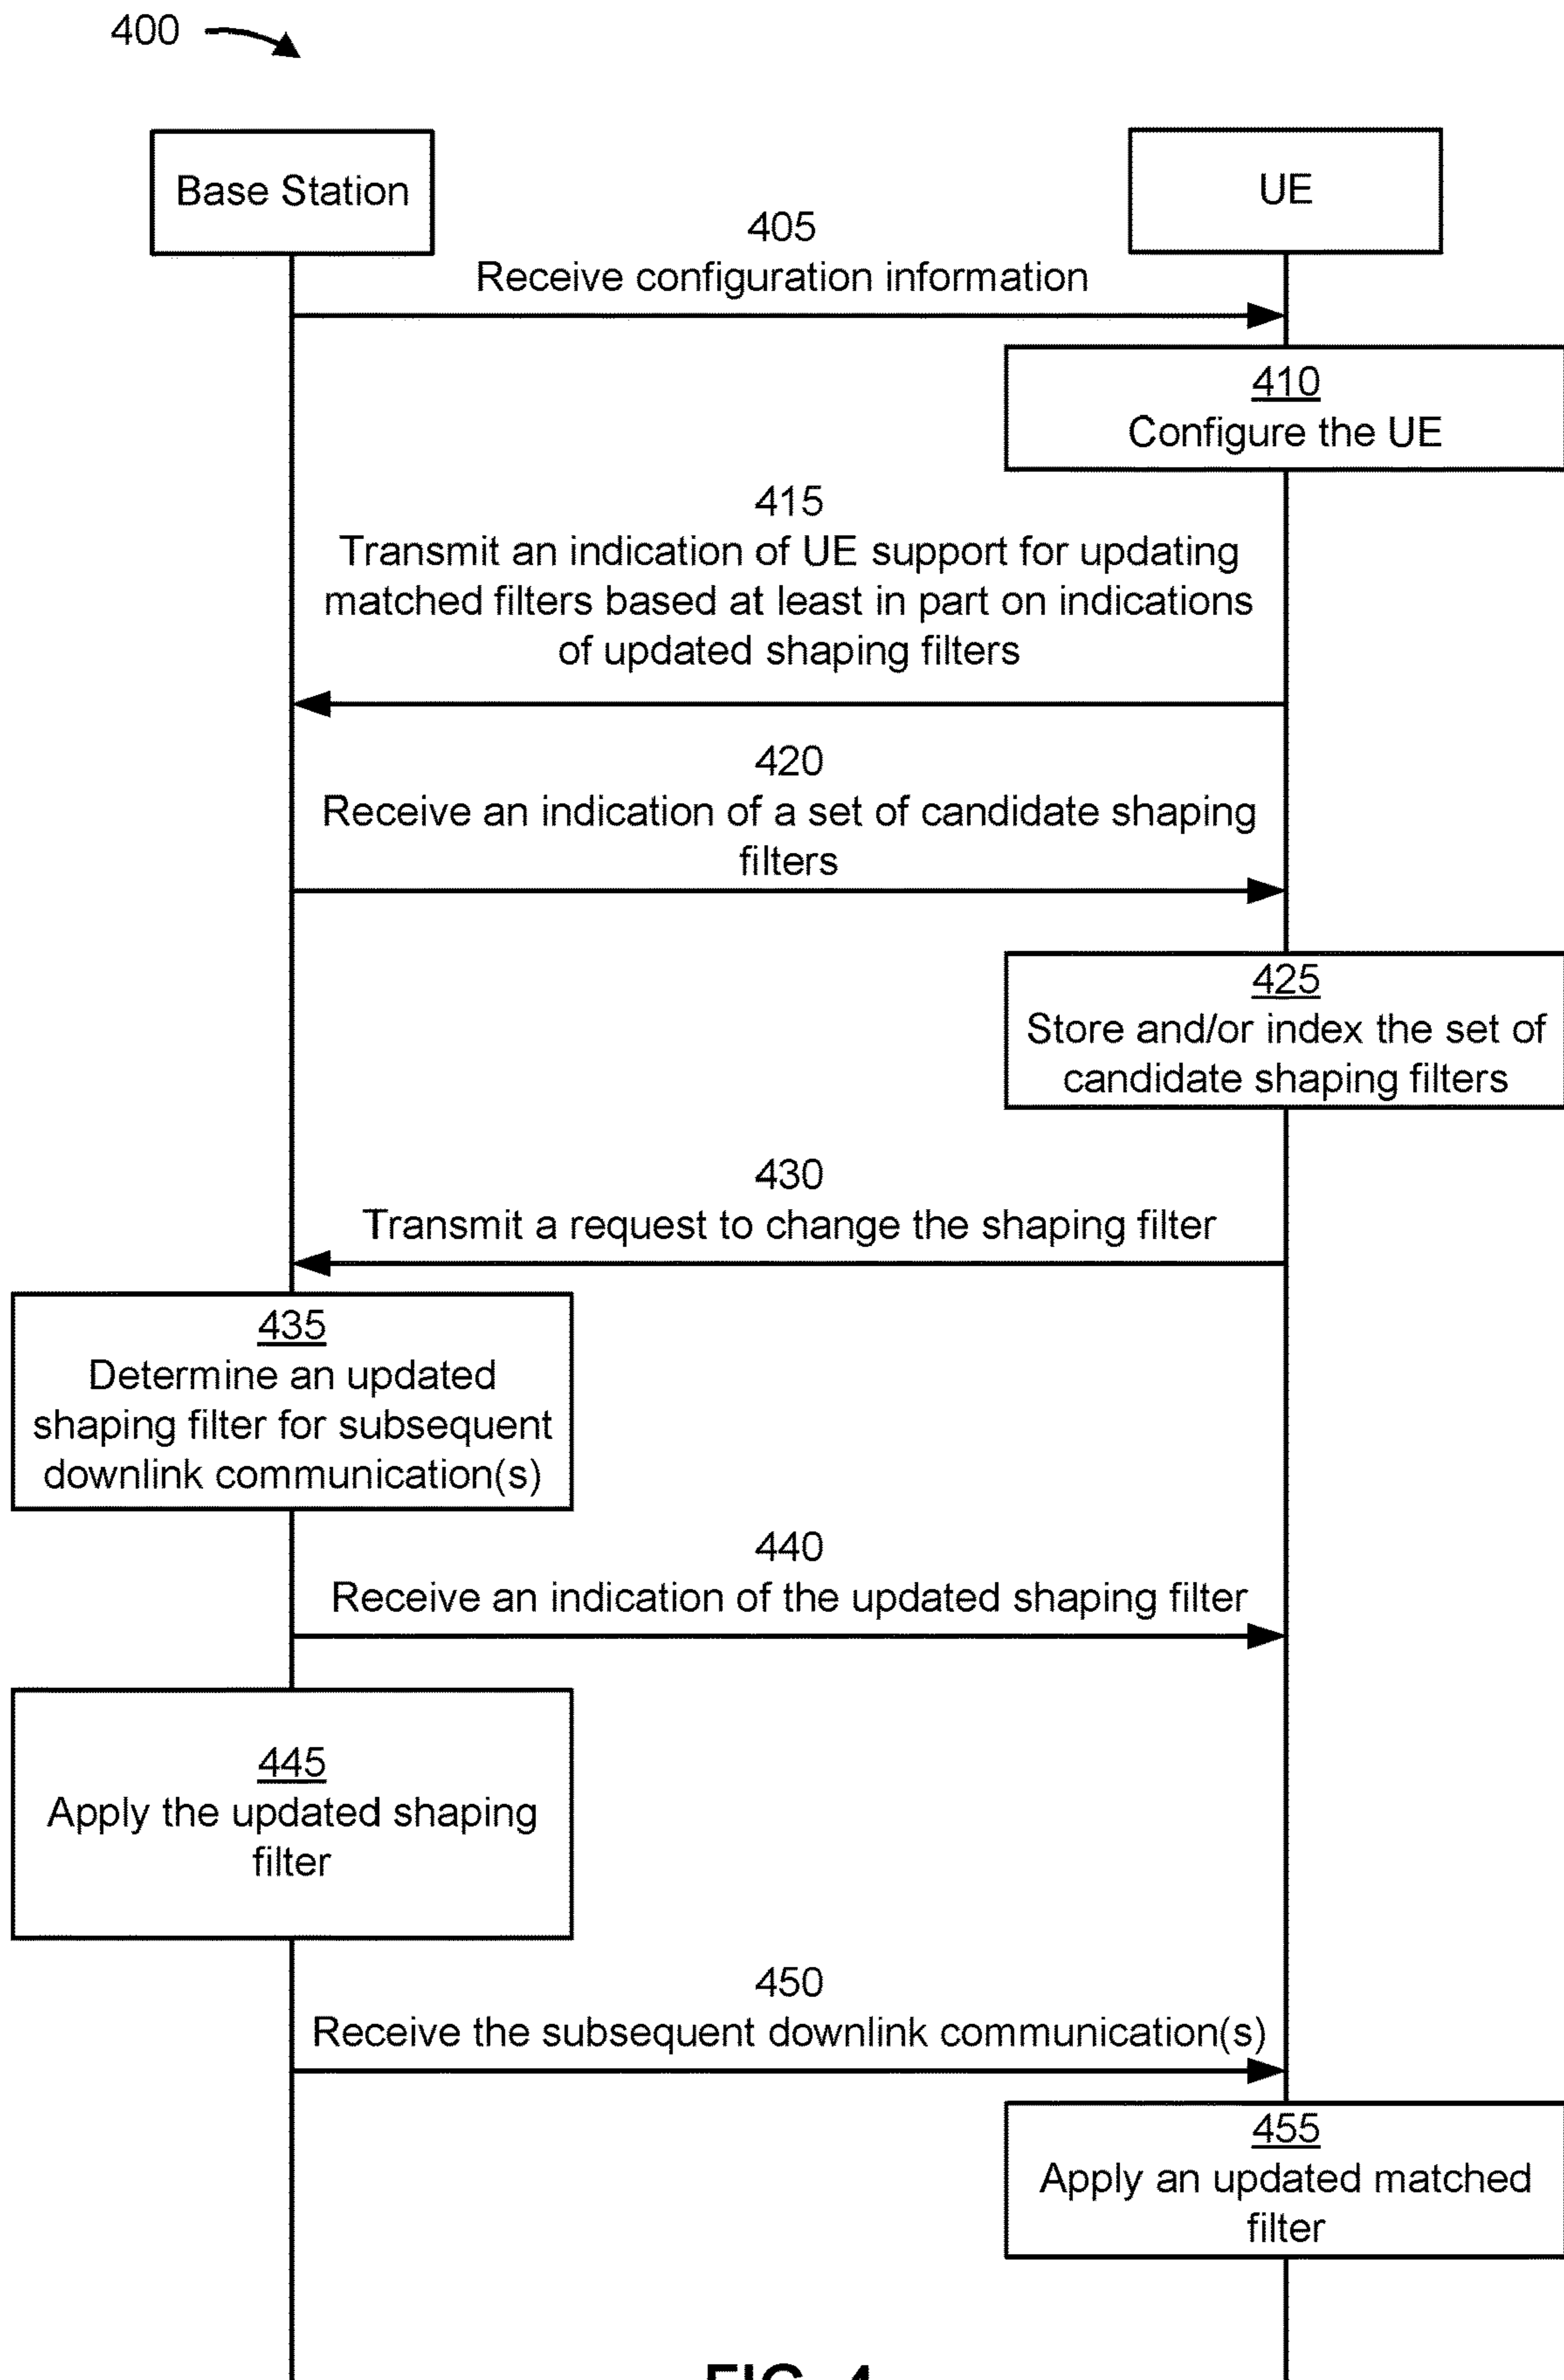 400
Base Station
UE
405
Receive configuration information
410
Configure the UE
415
Transmit an indication of UE support for updating
matched filters based at least in part on indications
of updated shaping filters
420
Receive an indication of a set of candidate shaping
filters
425
Store and/or index the set of
candidate shaping filters
430
Transmit a request to change the shaping filter
435
Determine an updated
shaping filter for subsequent
downlink communication(s)
440
Receive an indication of the updated shaping filter
445
Apply the updated shaping
filter
450
Receive the subsequent downlink communication(s)
455
Apply an updated matched
filter
FIG. 4